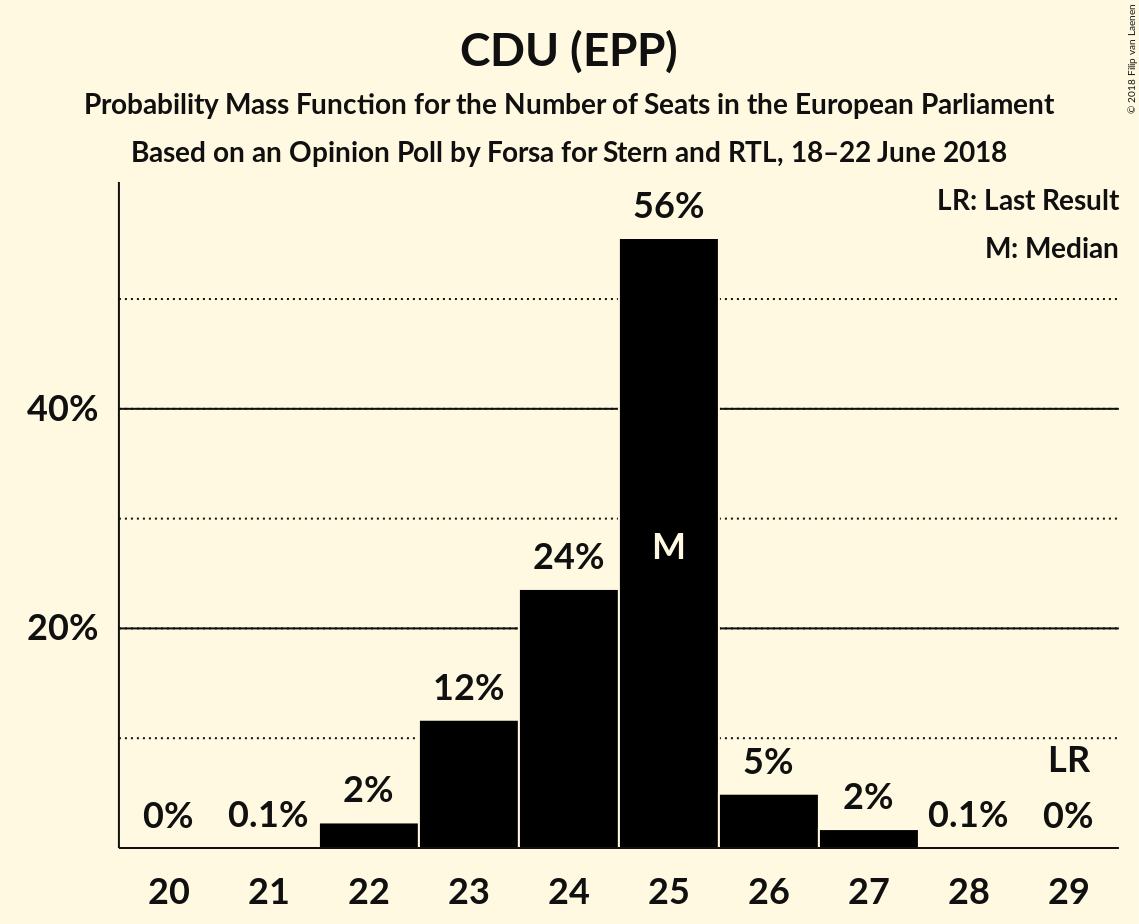 CDU (EPP)
Probability Mass Function for the Number of Seats in the European Parliament
Based on an Opinion Poll by Forsa for Stern and RTL, 18–22 June 2018
© 2018 Filip van Laenen
LR: Last Result
M: Median
40%
20%
0%
0.1%
2%
12%
24%
56%
M
5%
2%
0.1%
LR
0%
20 21 22 23 24 25 26 27 28 29